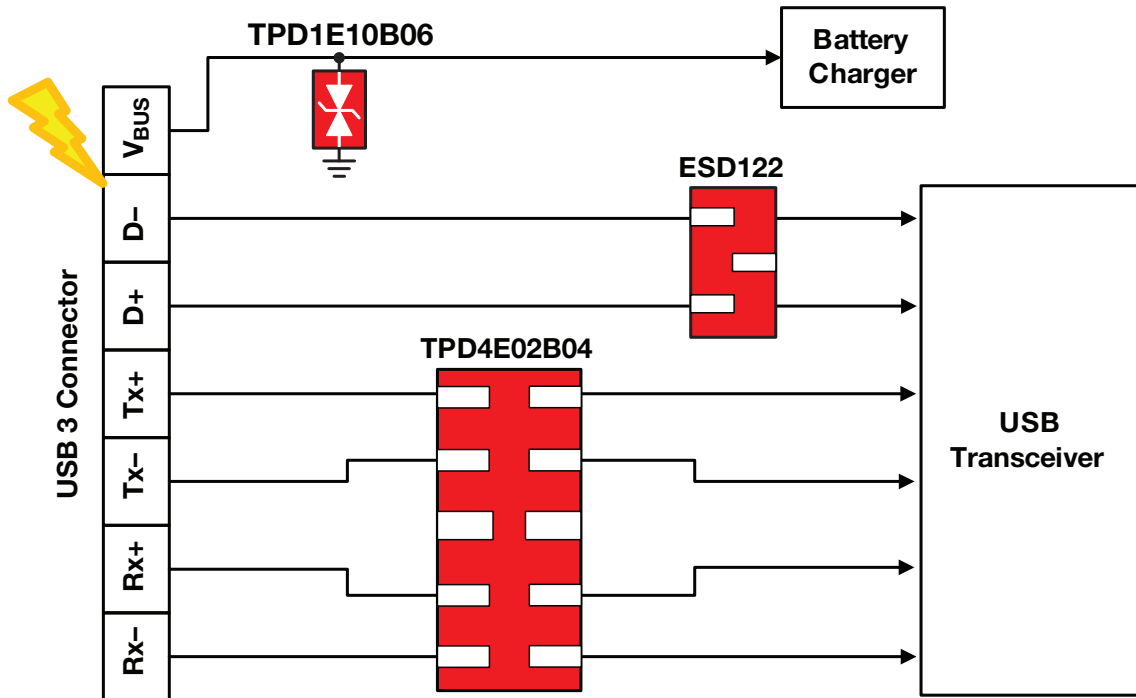 TPD1E10B06
Battery
Charger
VBUS
ESD122
D–
D+
TPD4E02B04
USB 3 Connector
Tx+
Tx–
Rx+
Rx–
USB
Transceiver